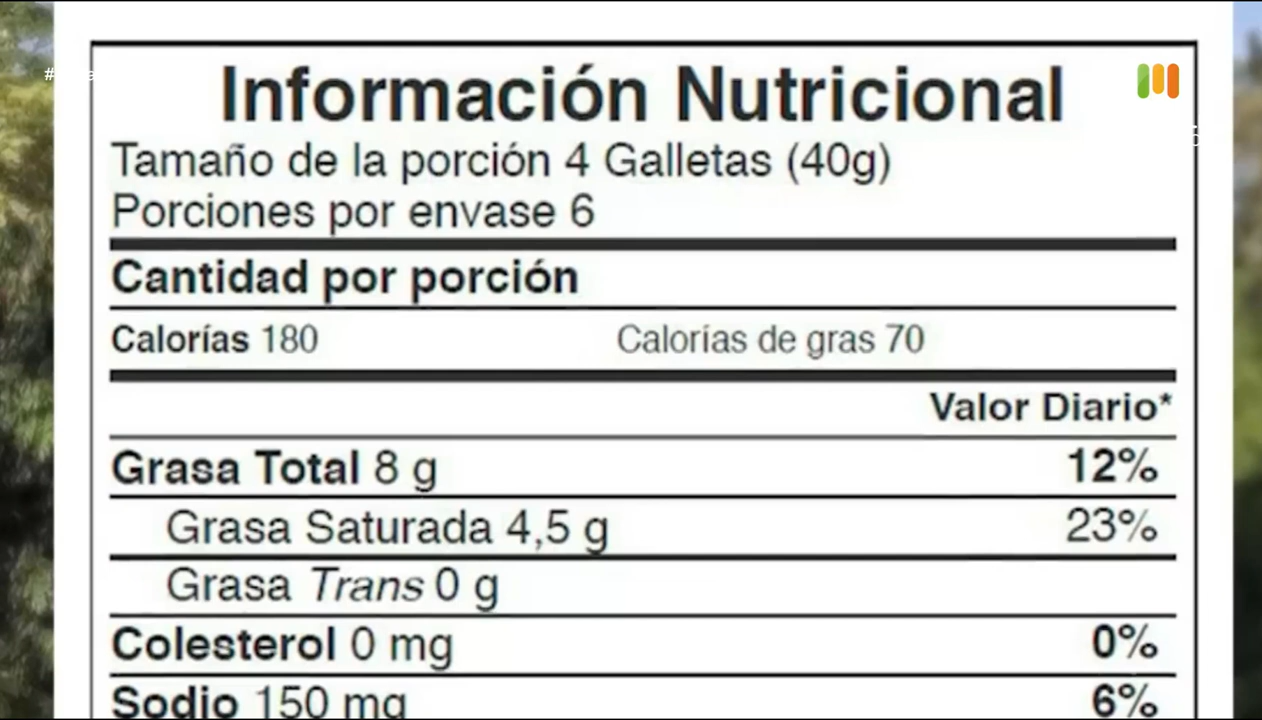 Información Nutricional
Tamaño de la porción 4 Galletas (40g)
Porciones por envase 6
Cantidad por porción
Calorías 180 Calorías de gras 70
Valor Diario*
Grasa Total 8 g 12%
Grasa Saturada 4,5 g 23%
Grasa Trans 0 g
Colesterol 0 mg 0%
Sodio 150 mg 6%